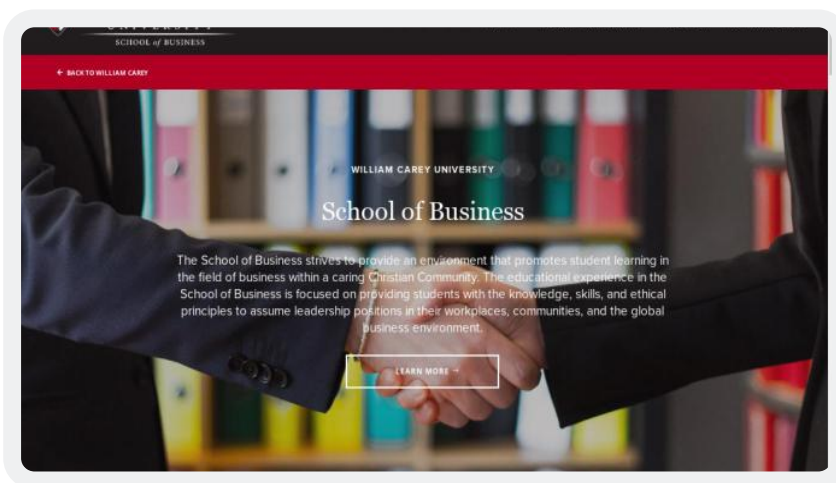 UNIVERSITY
SCHOOL of BUSINESS
← BACK TO WILLIAM CAREY
WILLIAM CAREY UNIVERSITY
School of Business
The School of Business strives to provide an environment that promotes student learning in
the field of business within a caring Christian Community. The educational experience in the
School of Business is focused on providing students with the knowledge, skills, and ethical
principles to assume leadership positions in their workplaces, communities, and the global
business environment.
LEARN MORE →